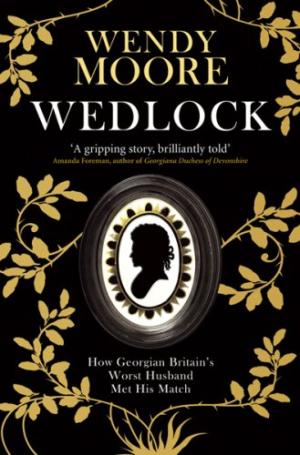 WENDY
MOORE
WEDLOCK
‘A gripping story, brilliantly told’
Amanda Foreman, author of Georgiana Duchess of Devonshire
How Georgian Britain's
Worst Husband
Met His Match